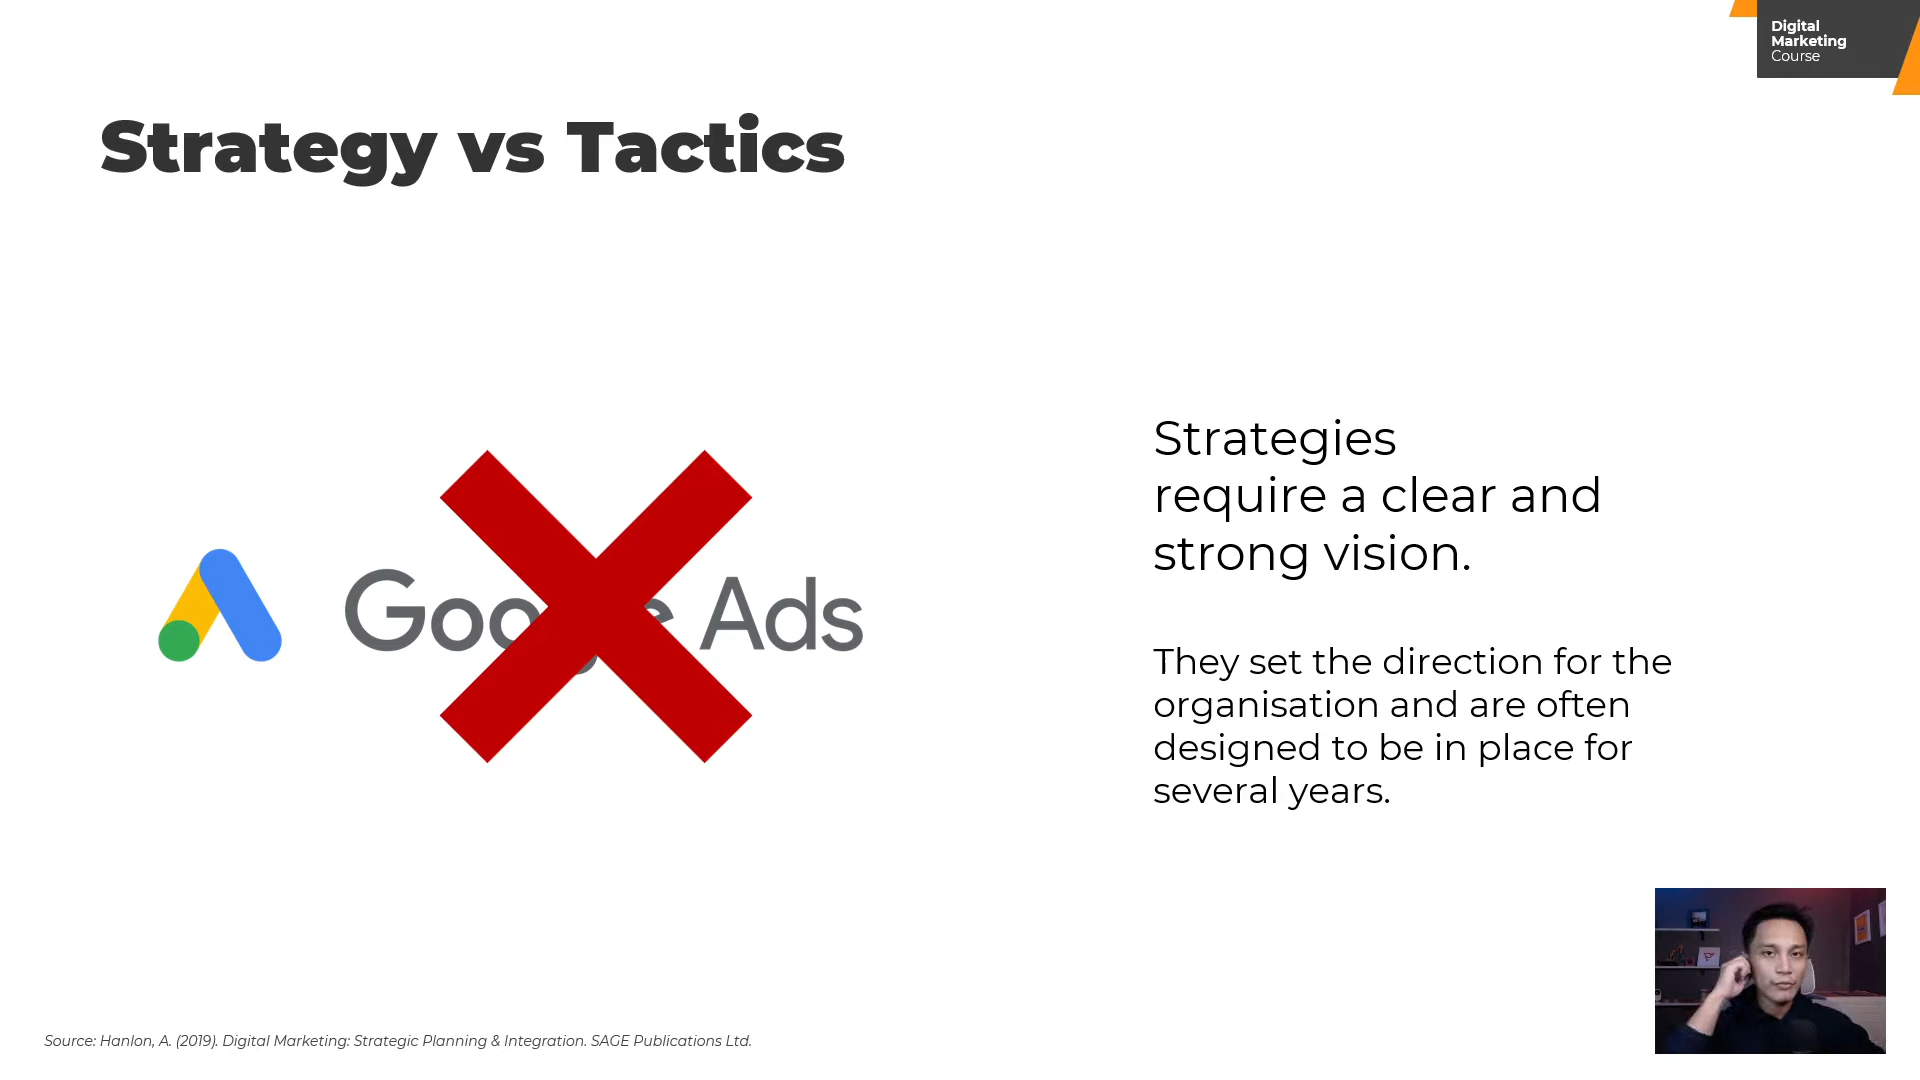 Digital
Marketing
Course
Strategy vs Tactics
Google Ads
Strategies
require a clear and
strong vision.
They set the direction for the
organisation and are often
designed to be in place for
several years.
Source: Hanlon, A. (2019). Digital Marketing: Strategic Planning & Integration. SAGE Publications Ltd.